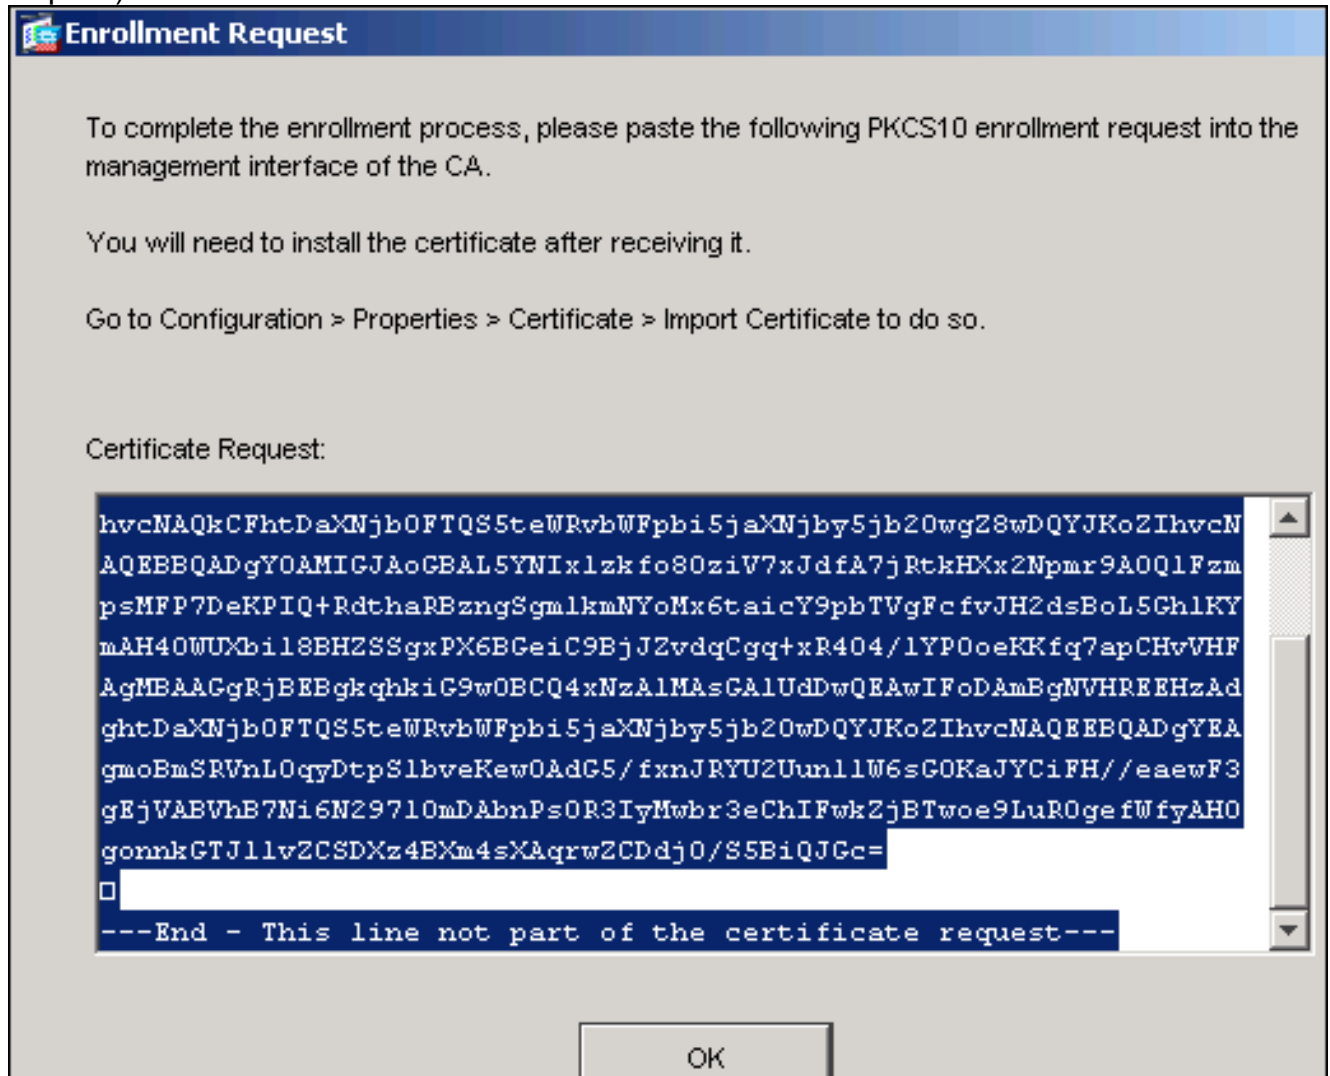 Enrollment Request
To complete the enrollment process, please paste the following PKCS10 enrollment request into the
management interface of the CA.
You will need to install the certificate after receiving it.
Go to Configuration > Properties > Certificate > Import Certificate to do so.
Certificate Request:
hvcNAQkCFhtDaXNjb0FTQS5teWRvbWFpbi5jaXNjby5jb20wgZ8wDQYJKoZIhvcN
AQEBBQADgY0AMIGJAoGBAL5YNIxlzkfo80ziV7xJdfA7jRtkHXx2Npmr9A0QlFzm
psMFP7DeKPIQ+RdthaRBzngSgmlkmNYoMx6taicY9pbTVgFcfvJH2dsBoL5GhlKY
mAH40WUXbil8BHZSSgxPX6BGeiC9BjJZvdqCgq+xR404/lYP0oeKKfq7apCHvVHF
AgMBAAGgRjBEBgkqhkiG9w0BCQ4xNzA1MAsGA1UdDwQEAwIFoDAmBgNVHREEHzAd
ghtDaXNjb0FTQS5teWRvbWFpbi5jaXNjby5jb20wDQYJKoZIhvcNAQEEBQADgYEA
gmoBmSRVnL0qyDtpSlbveKew0AdG5/fxnJRYU2UunllW6sG0KaJYCiFH//eaewF3
gEjVABVhB7Ni6N297l0mDAbnPs0R3IyMwbr3eChIFwkZjBTwoe9LuR0gefWfyAH0
gonnkGTJllvZCSDXz4BXm4sXAqrwZCDdj0/S5BiQJGc=
---End - This line not part of the certificate request---
OK